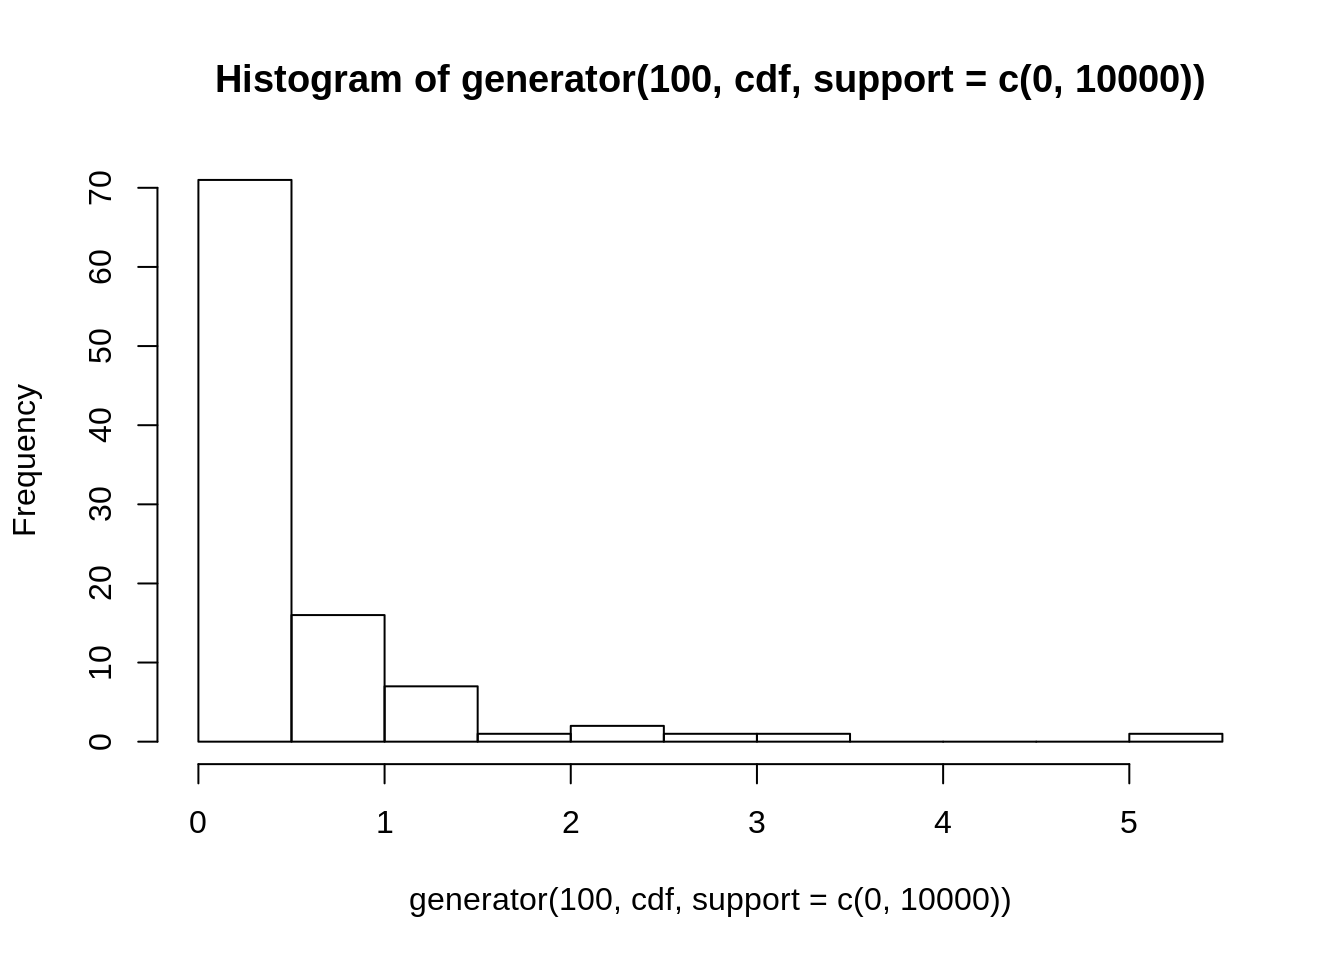 Histogram of generator(100, cdf, support = c(0, 10000))
Frequency
70
60
50
40
30
20
10
0
0 1 2 3 4 5
generator(100, cdf, support = c(0, 10000))